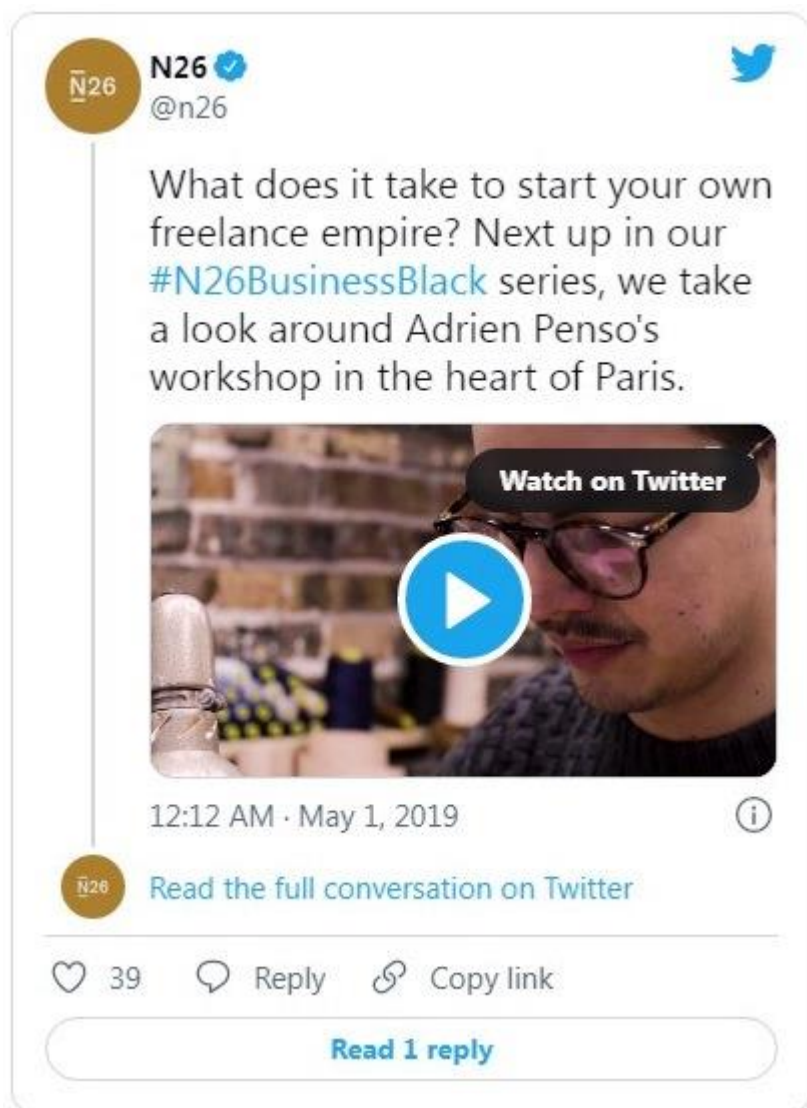 N26
N26
@n26
What does it take to start your own
freelance empire? Next up in our
#N26BusinessBlack series, we take
a look around Adrien Penso's
workshop in the heart of Paris.
Watch on Twitter
12:12 AM · May 1, 2019
N26
Read the full conversation on Twitter
39 Reply Copy link
Read 1 reply